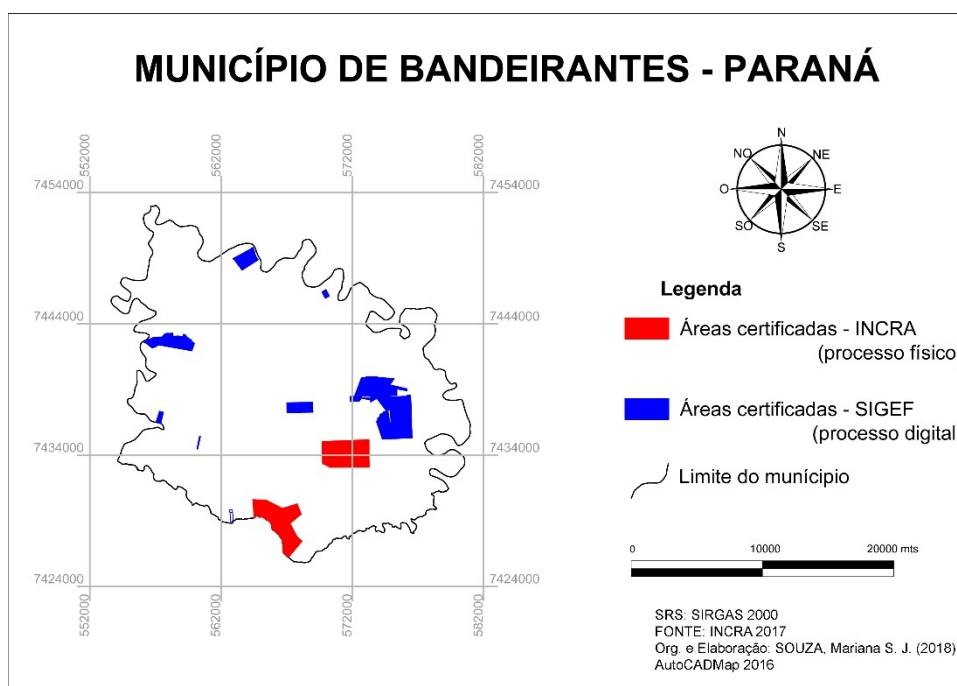 MUNICÍPIO DE BANDEIRANTES - PARANÁ
552000
562000
572000
582000
7454000
7454000
7444000
7444000
7434000
7434000
7424000
7424000
552000
562000
572000
582000
N
NO
NE
O
E
SO
SE
S
Legenda
Áreas certificadas - INCRA
(processo físico
Áreas certificadas - SIGEF
(processo digital
Limite do munícipio
0
10000
20000 mts
SRS: SIRGAS 2000
FONTE: INCRA 2017
Org. e Elaboração: SOUZA, Mariana S. J. (2018)
AutoCADMap 2016